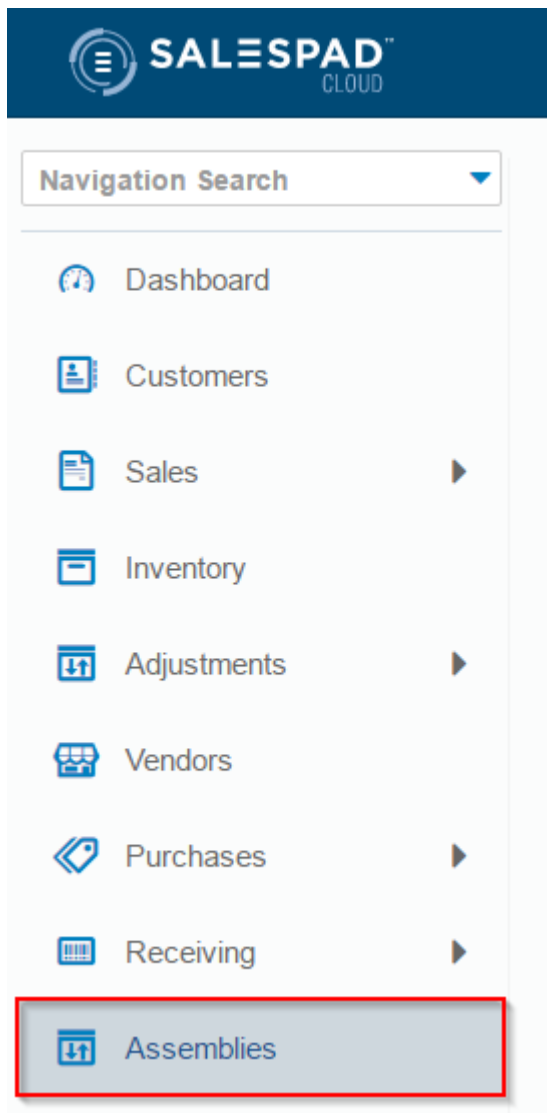 SALESPAD™
CLOUD
Navigation Search
Dashboard
Customers
Sales
Inventory
Adjustments
Vendors
Purchases
Receiving
Assemblies